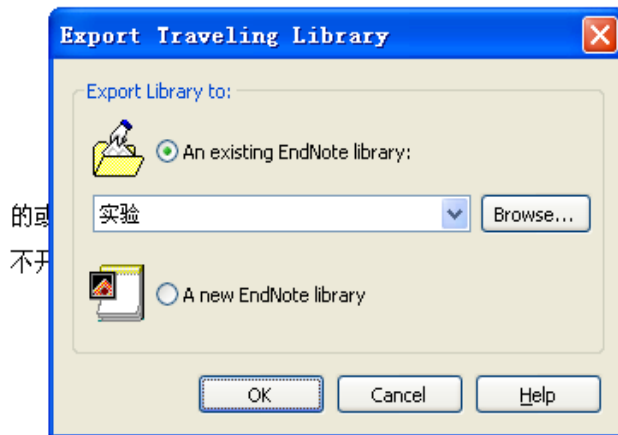 Export Traveling Library
Export Library to:
An existing EndNote library:
的或
实验
Browse...
不开
A new EndNote library
OK
Cancel
Help